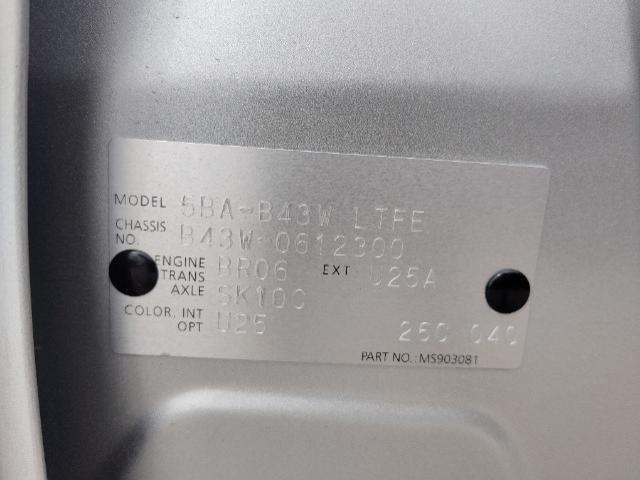 MODEL 5BA-B43W LTFE
CHASSIS NO. B43W-0612300
ENGINE BR06 EXT U25A
TRANS AXLE SK100
COLOR. INT OPT U25 26C 040
PART NO.: MS903081